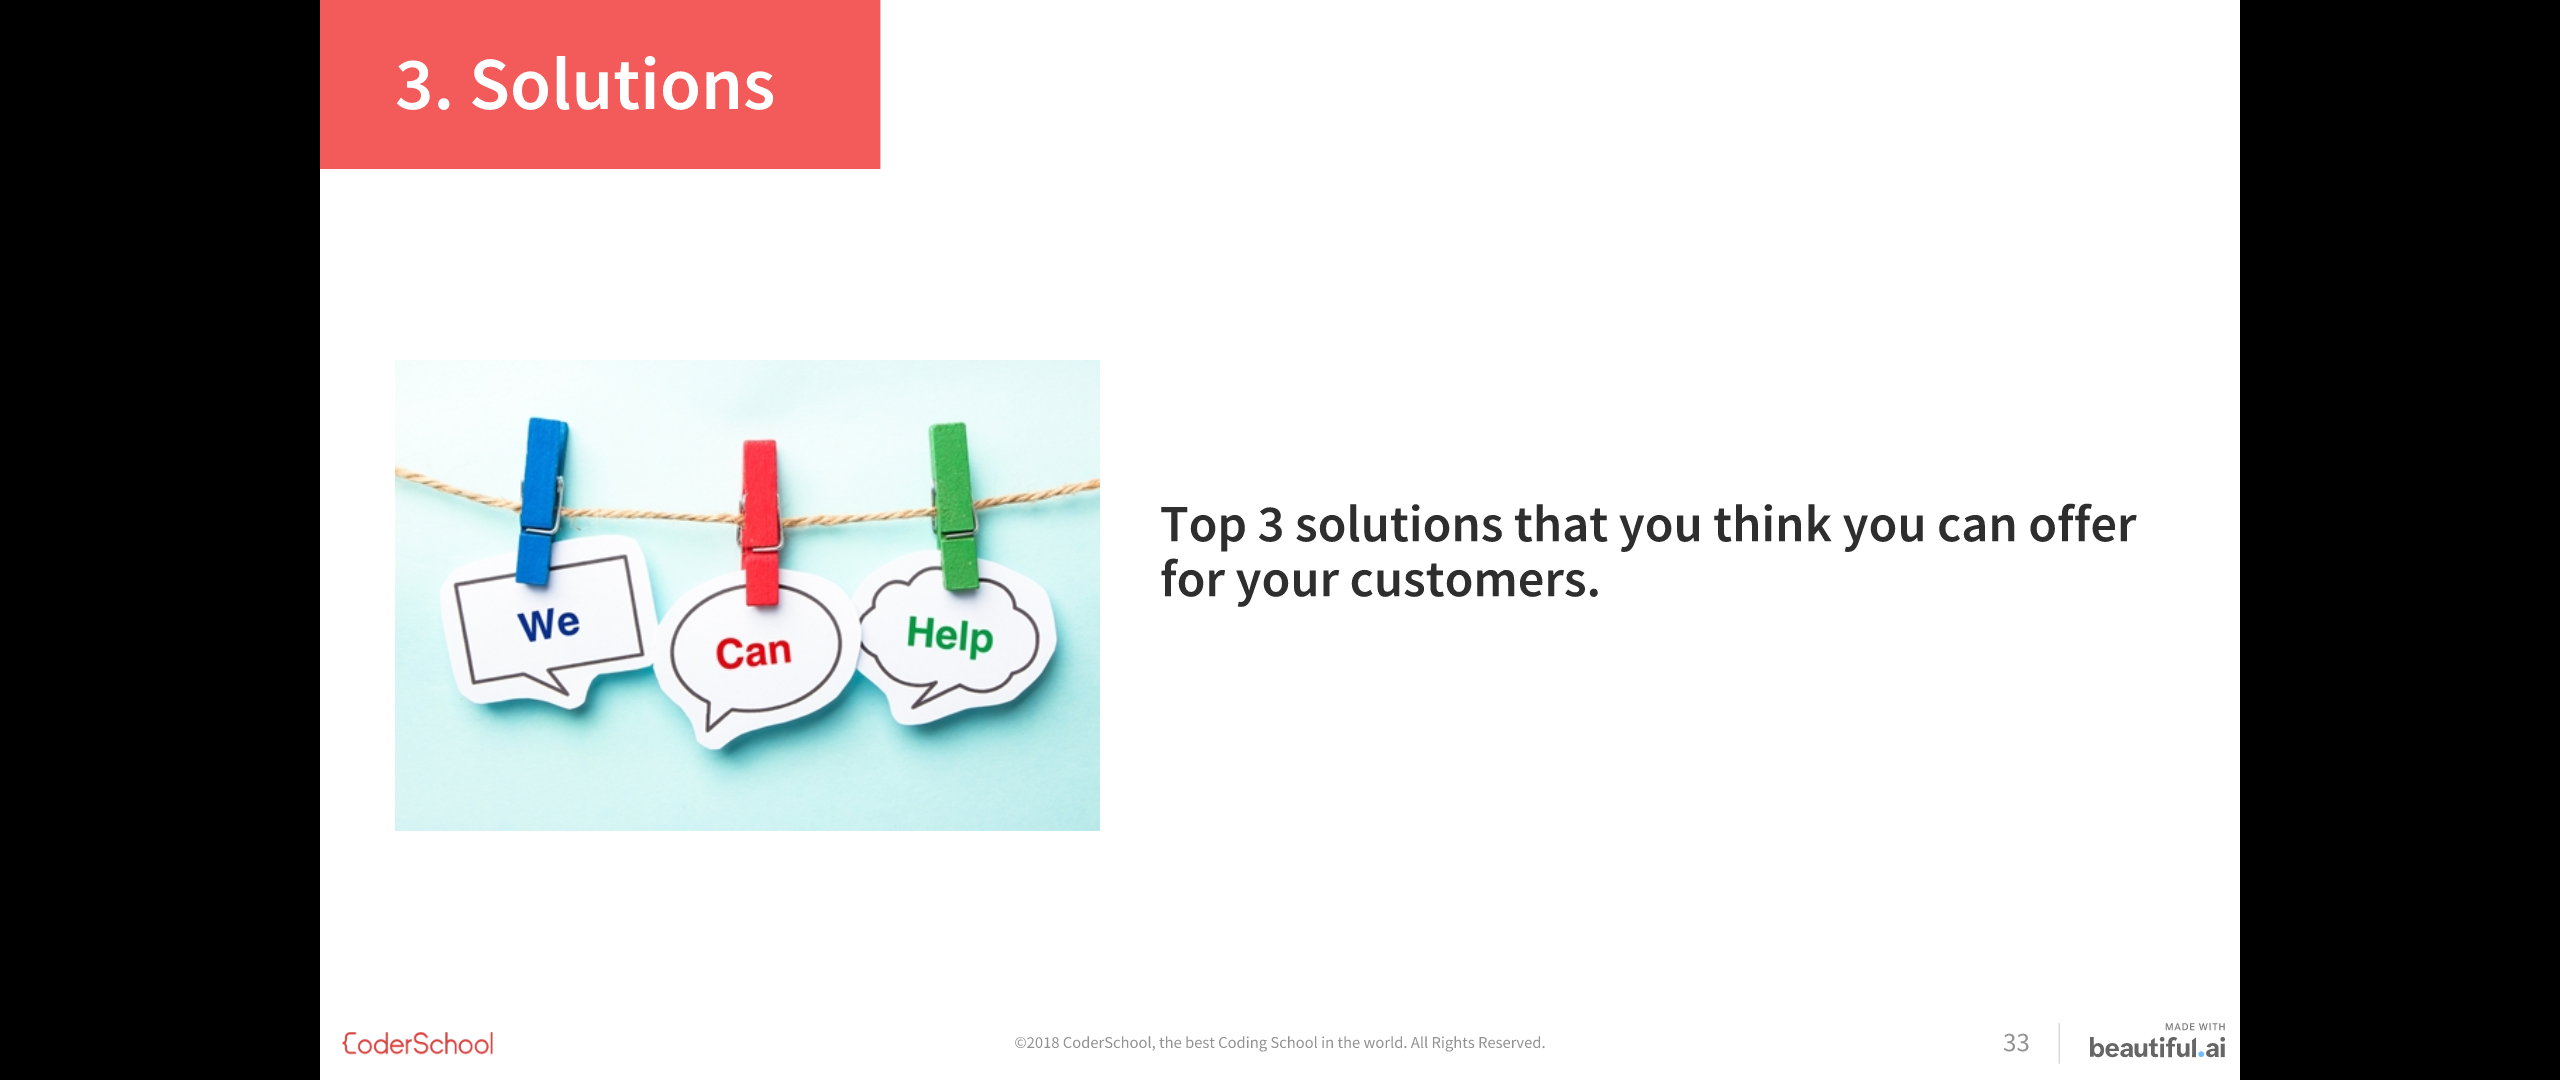 3. Solutions
We
Can
Help
Top 3 solutions that you think you can offer
for your customers.
CoderSchool
©2018 CoderSchool, the best Coding School in the world. All Rights Reserved.
33
MADE WITH
beautiful.ai